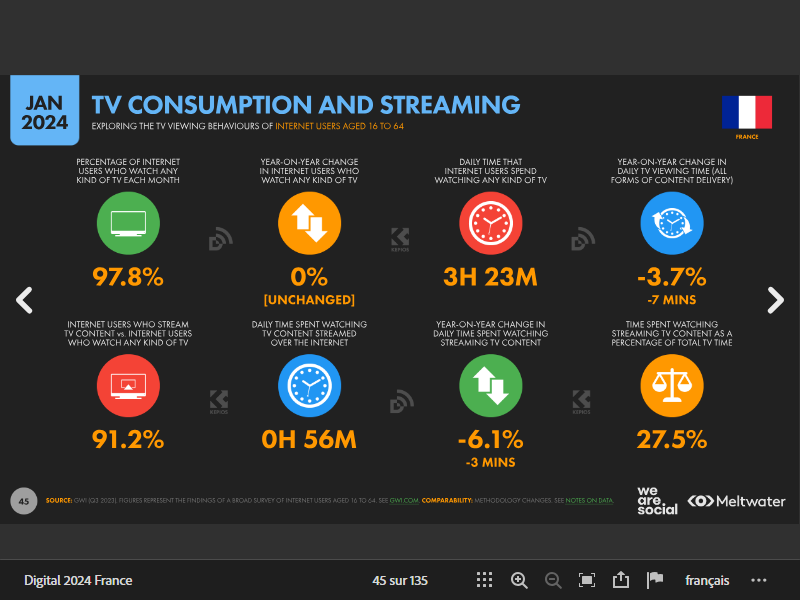 JAN
2024
TV CONSUMPTION AND STREAMING
EXPLORING THE TV VIEWING BEHAVIOURS OF INTERNET USERS AGED 16 TO 64
FRANCE
PERCENTAGE OF INTERNET
USERS WHO WATCH ANY
KIND OF TV EACH MONTH
97.8%
YEAR-ON-YEAR CHANGE
IN INTERNET USERS WHO
WATCH ANY KIND OF TV
0%
[UNCHANGED]
DAILY TIME THAT
INTERNET USERS SPEND
WATCHING ANY KIND OF TV
3H 23M
YEAR-ON-YEAR CHANGE IN
DAILY TV VIEWING TIME (ALL
FORMS OF CONTENT DELIVERY)
-3.7%
-7 MINS
INTERNET USERS WHO STREAM
TV CONTENT vs. INTERNET USERS
WHO WATCH ANY KIND OF TV
91.2%
DAILY TIME SPENT WATCHING
TV CONTENT STREAMED
OVER THE INTERNET
0H 56M
YEAR-ON-YEAR CHANGE IN
DAILY TIME SPENT WATCHING
STREAMING TV CONTENT
-6.1%
-3 MINS
TIME SPENT WATCHING
STREAMING TV CONTENT AS A
PERCENTAGE OF TOTAL TV TIME
27.5%
KEPIOS
KEPIOS
KEPIOS
45
SOURCE: GWI (Q3 2023). FIGURES REPRESENT THE FINDINGS OF A BROAD SURVEY OF INTERNET USERS AGED 16 TO 64. SEE GWI.COM. COMPARABILITY: METHODOLOGY CHANGES. SEE NOTES ON DATA.
we
are.
social
Meltwater
Digital 2024 France
45 sur 135
français